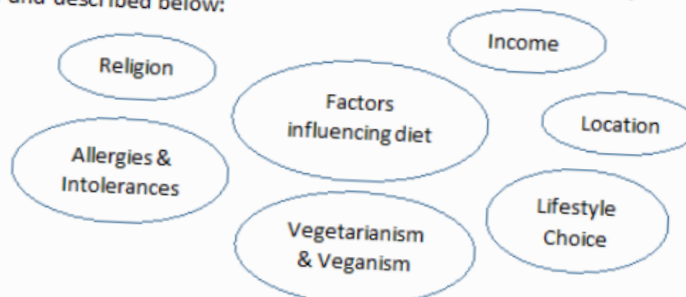 and described below:
Income
Religion
Factors
influencing diet
Location
Allergies &
Intolerances
Lifestyle
Choice
Vegetarianism
& Veganism